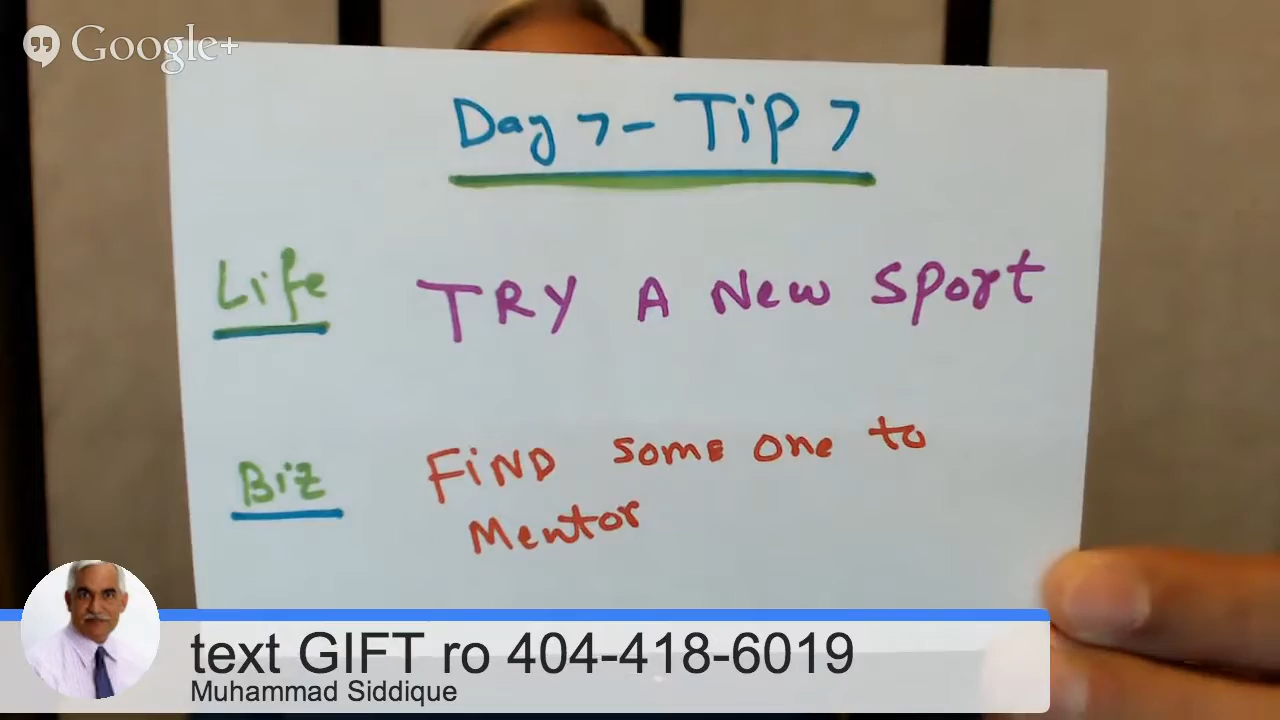 Google+
Day 7 - Tip 7
Life TRY A New Sport
Biz FiND Some one to
Mentor
text GIFT ro 404-418-6019
Muhammad Siddique